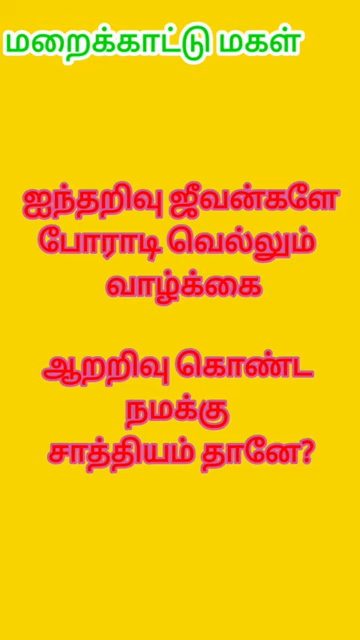 மறைக்காட்டு மகள்
ஐந்தறிவு ஜீவன்களே
போராடி வெல்லும்
வாழ்க்கை
ஆறறிவு கொண்ட
நமக்கு
சாத்தியம் தானே?